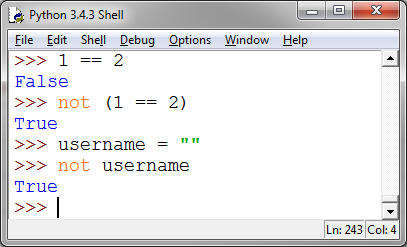 Python 3.4.3 Shell
File Edit Shell Debug Options Window Help
>>> 1 == 2
False
>>> not (1 == 2)
True
>>> username = ""
>>> not username
True
>>>
Ln: 243 Col: 4